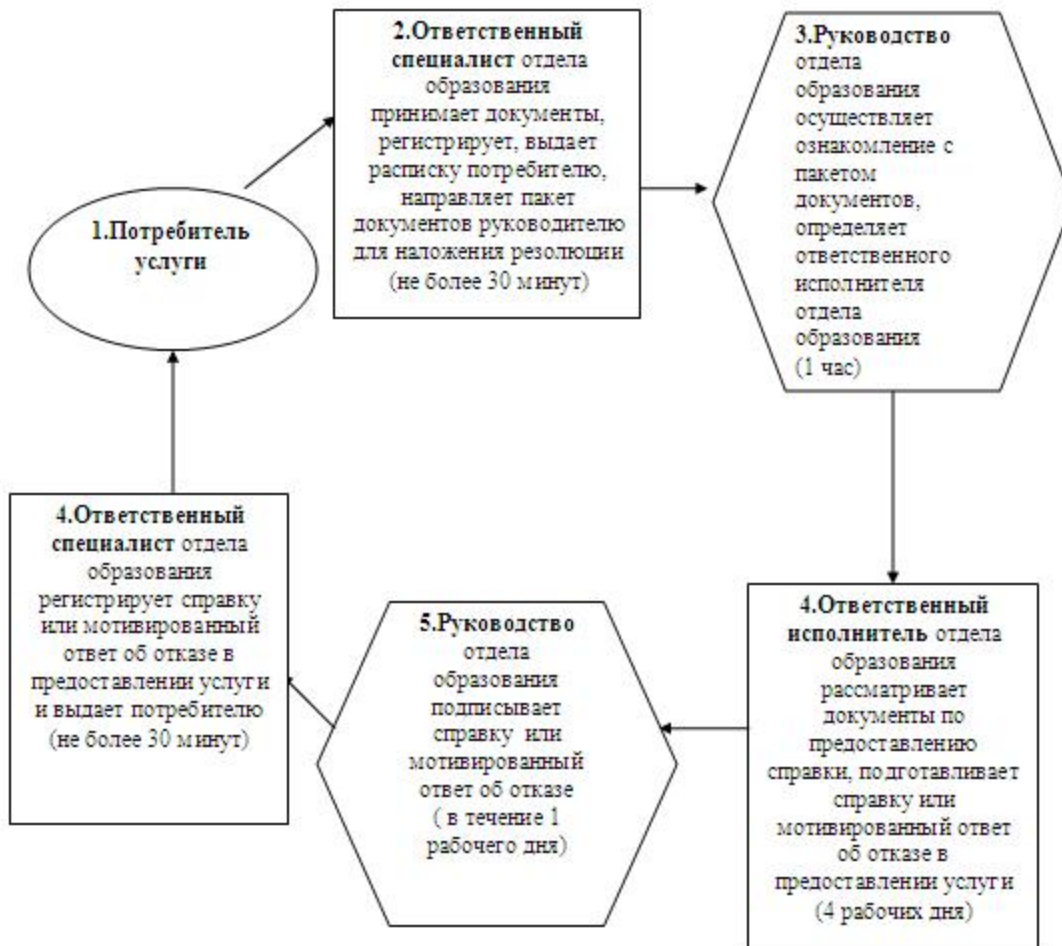 1.Потребитель
услуги
2.Ответственный
специалист отдела
образования
принимает документы,
регистрирует, выдает
расписку потребителю,
направляет пакет
документов руководителю
для наложения резолюции
(не более 30 минут)
3.Руководство
отдела
образования
осуществляет
ознакомление с
пакетом
документов,
определяет
ответственного
исполнителя
отдела
образования
(1 час)
4.Ответственный
исполнитель отдела
образования
рассматривает
документы по
предоставлению
справки, подготавливает
справку или
мотивированный ответ
об отказе в
предоставлении услуги
(4 рабочих дня)
5.Руководство
отдела
образования
подписывает
справку или
мотивированный
ответ об отказе
( в течение 1
рабочего дня)
4.Ответственный
специалист отдела
образования
регистрирует справку
или мотивированный
ответ об отказе в
предоставлении услуги
и выдает потребителю
(не более 30 минут)